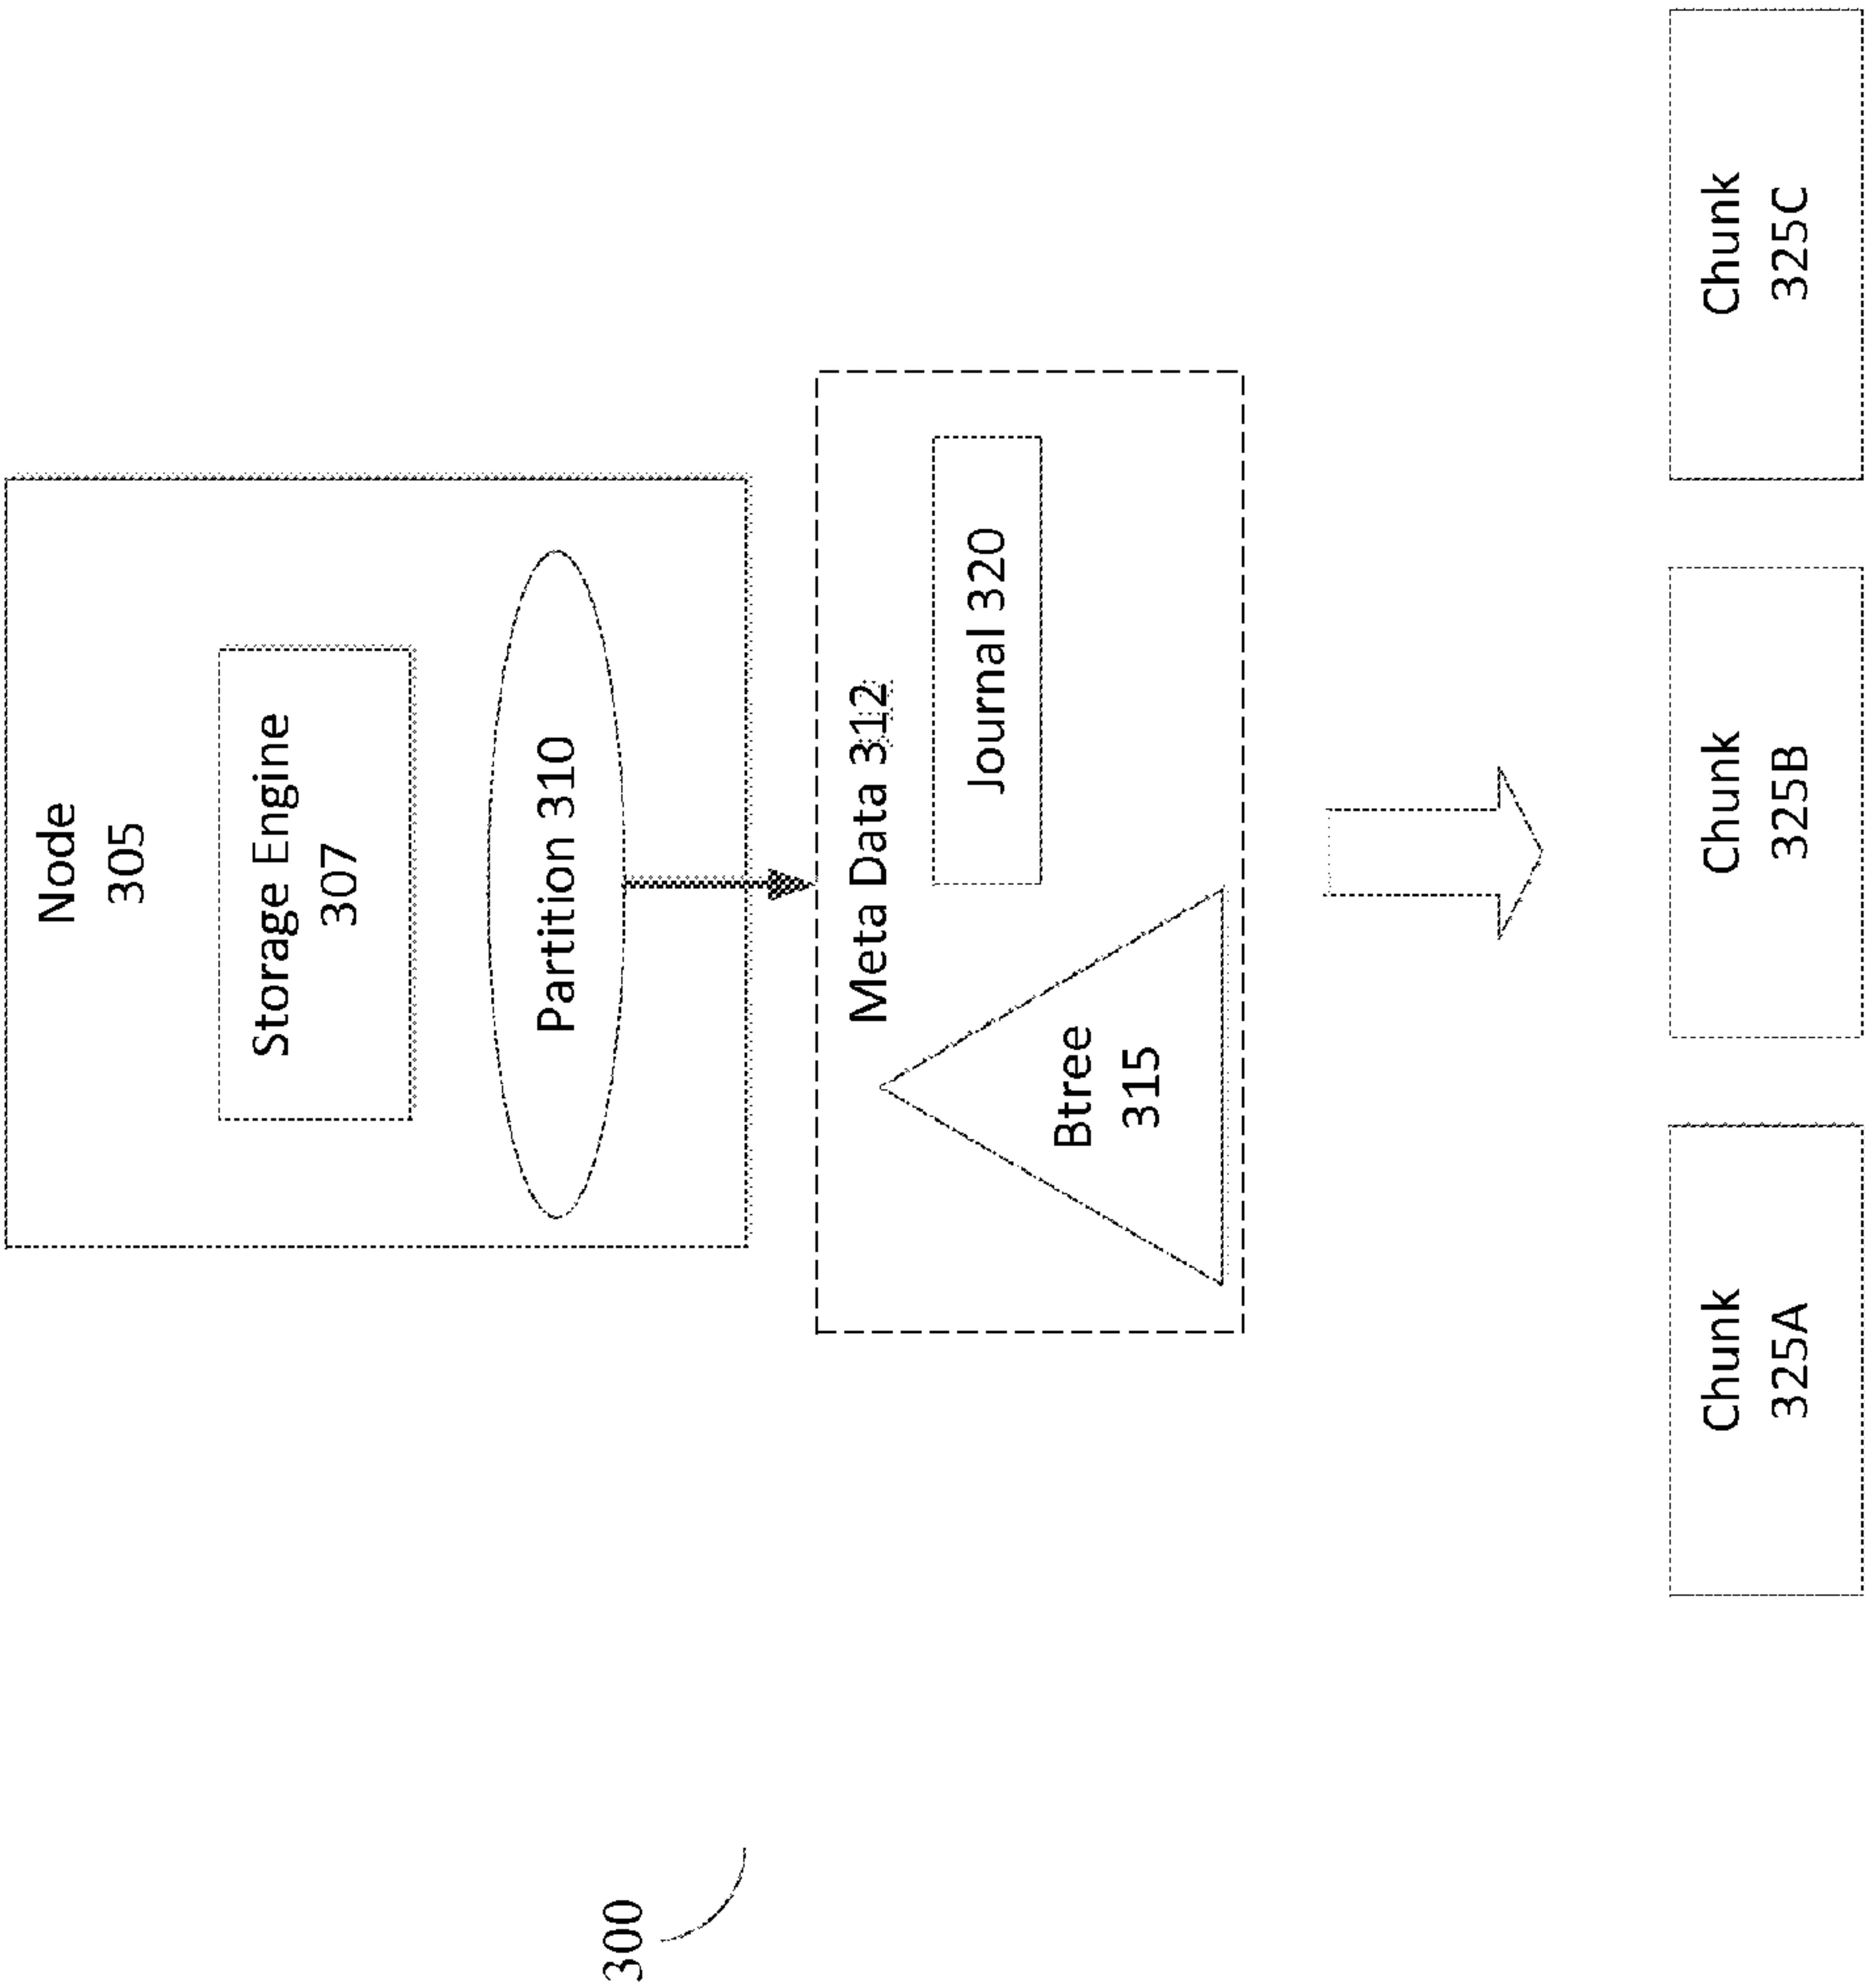 Node
305
Storage Engine
307
Partition 310
Meta Data 312
Journal 320
Btree
315
Chunk
325A
Chunk
325B
Chunk
325C
300